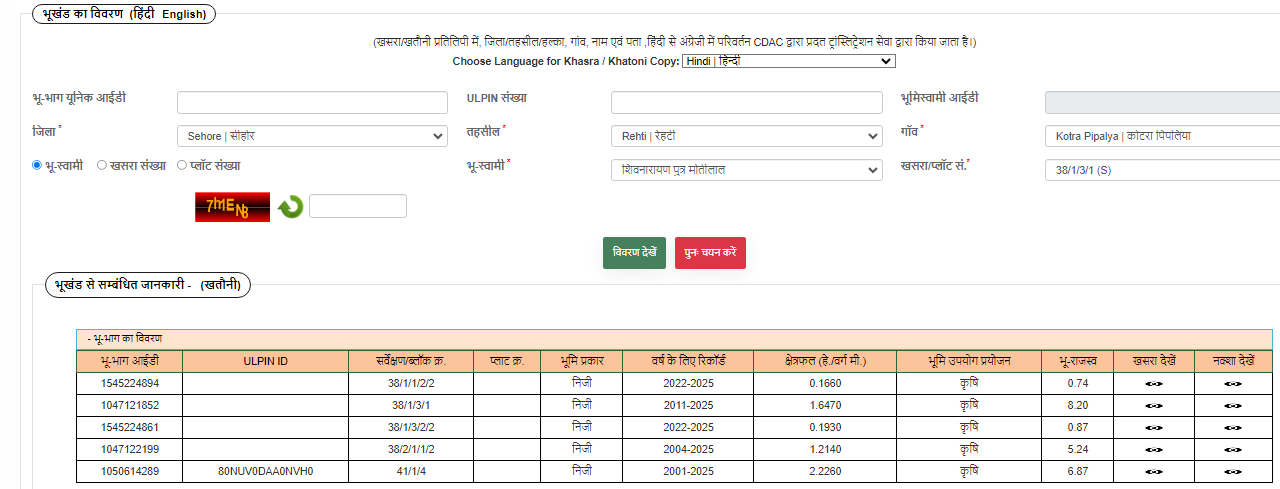 भूखंड का विवरण (हिंदी English)
(खसरा/खतौनी प्रतिलिपी में, जिला/तहसील/हल्का, गांव, नाम एवं पता ,हिंदी से अंग्रेजी में परिवर्तन CDAC द्वारा प्रदत ट्रांस्लिट्रेशन सेवा द्वारा किया जाता है।)
Choose Language for Khasra / Khatoni Copy: Hindi | हिन्दी
भू-भाग यूनिक आईडी ULPIN संख्या भूमिस्वामी आईडी
जिला * Sehore | सीहोर तहसील * Rehti | रेहटी गाँव * Kotra Pipalya | कोटरा पिपलिया
भू-स्वामी खसरा संख्या प्लॉट संख्या भू-स्वामी * शिवनारायण पुत्र मोतीलाल खसरा/प्लॉट सं.* 38/1/3/1 (S)
विवरण देखें पुनः चयन करें
भूखंड से सम्बंधित जानकारी - (खतौनी)
- भू-भाग का विवरण
भू-भाग आईडी ULPIN ID सर्वेक्षण/ब्लॉक क्र. प्लाट क्र. भूमि प्रकार वर्ष के लिए रिकॉर्ड क्षेत्रफल (हे./वर्ग मी.) भूमि उपयोग प्रयोजन भू-राजस्व खसरा देखें नक्शा देखें
1545224894 38/1/1/2/2 निजी 2022-2025 0.1660 कृषि 0.74
1047121852 38/1/3/1 निजी 2011-2025 1.6470 कृषि 8.20
1545224861 38/1/3/2/2 निजी 2022-2025 0.1930 कृषि 0.87
1047122199 38/2/1/1/2 निजी 2004-2025 1.2140 कृषि 5.24
1050614289 80NUV0DAA0NVH0 41/1/4 निजी 2001-2025 2.2260 कृषि 6.87